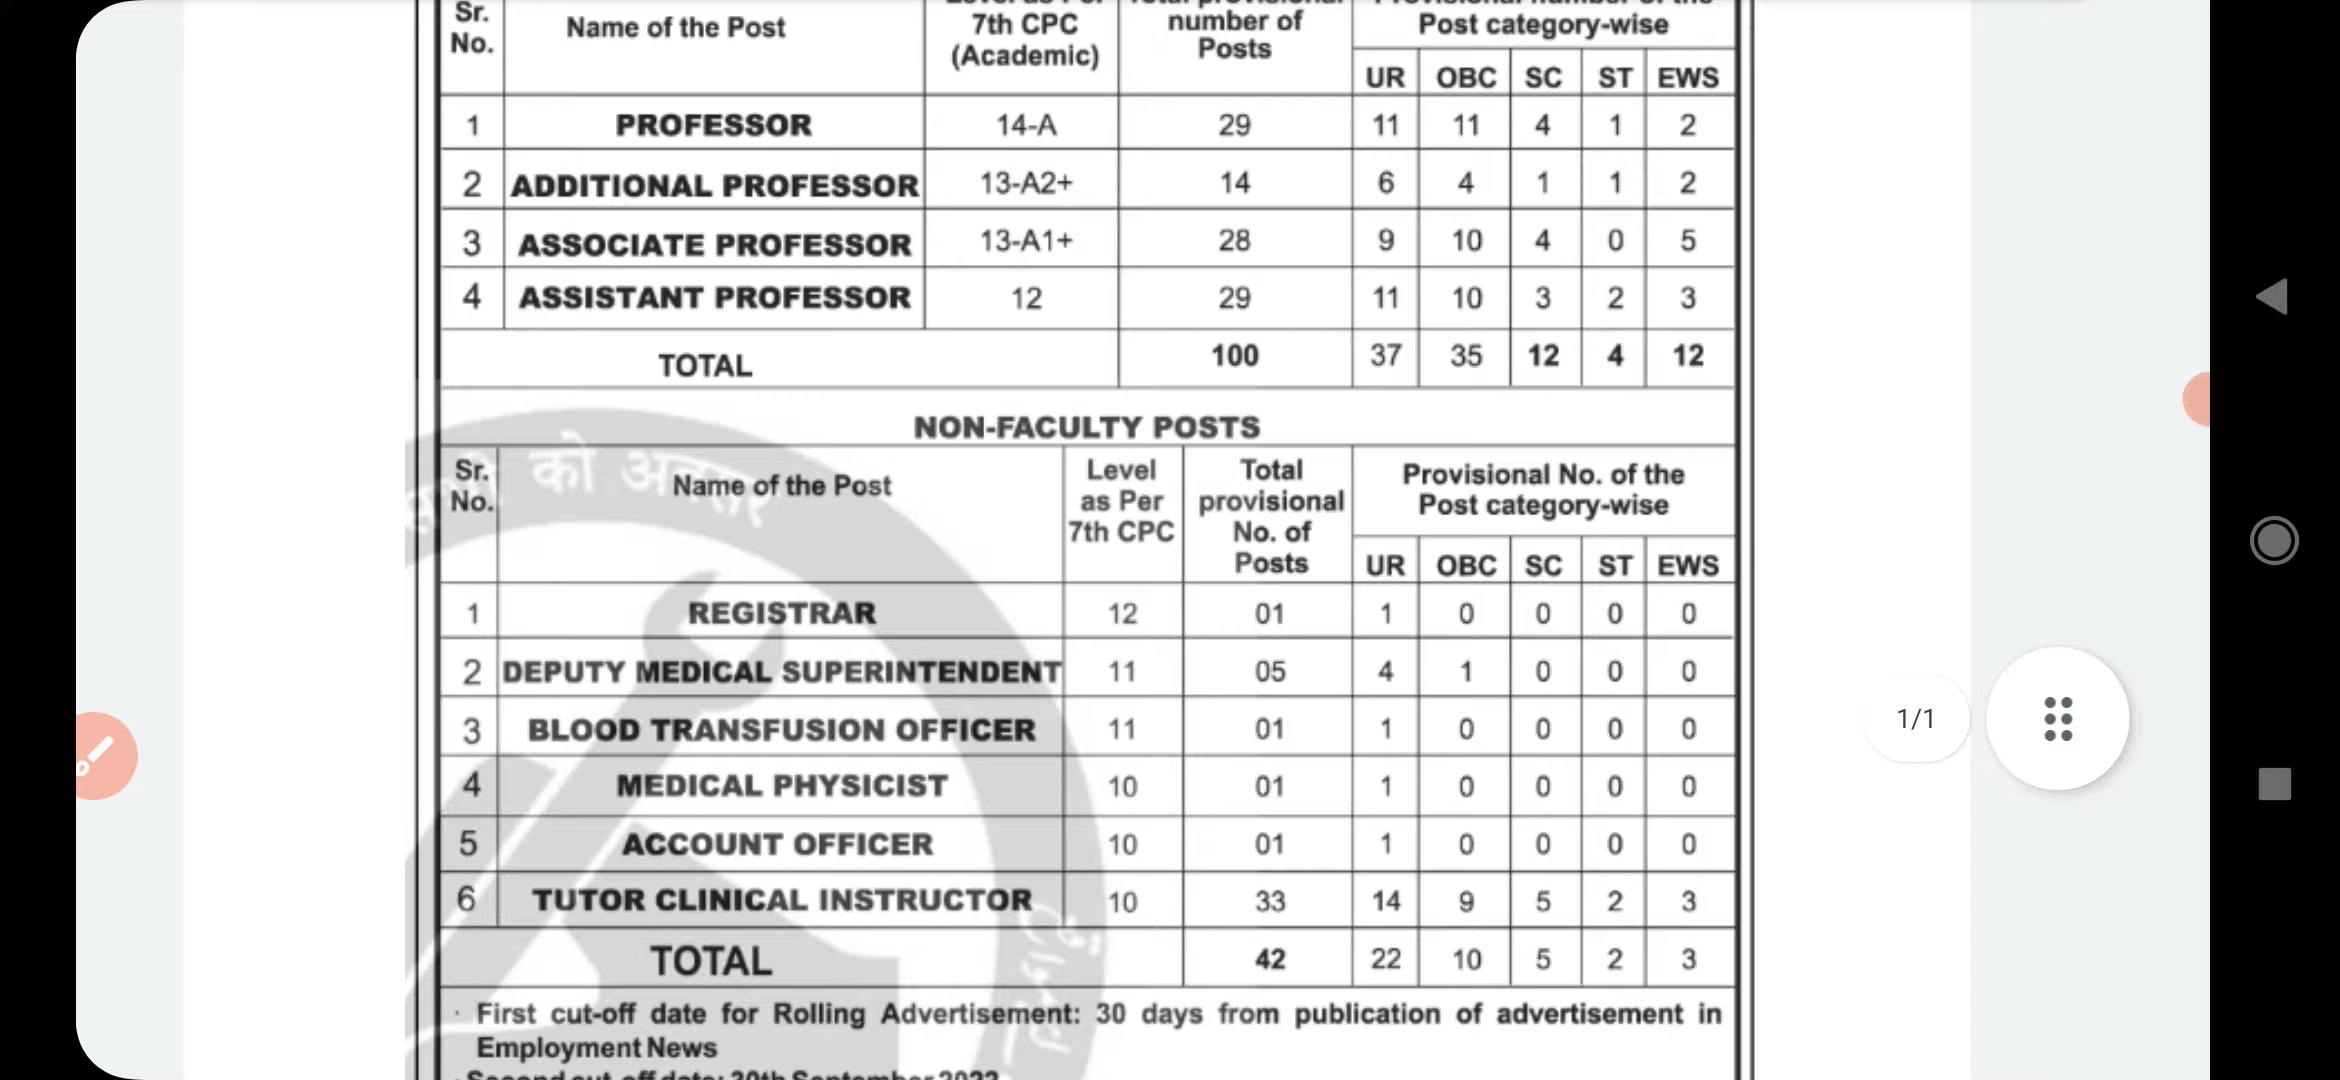 Sr.
No.
Name of the Post
7th CPC
(Academic)
number of
Posts
Post category-wise
UR OBC SC ST EWS
1 PROFESSOR 14-A 29 11 11 4 1 2
2 ADDITIONAL PROFESSOR 13-A2+ 14 6 4 1 1 2
3 ASSOCIATE PROFESSOR 13-A1+ 28 9 10 4 0 5
4 ASSISTANT PROFESSOR 12 29 11 10 3 2 3
TOTAL 100 37 35 12 4 12
NON-FACULTY POSTS
Sr.
No.
Name of the Post
Level
as Per
7th CPC
Total
provisional
No. of
Posts
Provisional No. of the
Post category-wise
UR OBC SC ST EWS
1 REGISTRAR 12 01 1 0 0 0 0
2 DEPUTY MEDICAL SUPERINTENDENT 11 05 4 1 0 0 0
3 BLOOD TRANSFUSION OFFICER 11 01 1 0 0 0 0
4 MEDICAL PHYSICIST 10 01 1 0 0 0 0
5 ACCOUNT OFFICER 10 01 1 0 0 0 0
6 TUTOR CLINICAL INSTRUCTOR 10 33 14 9 5 2 3
TOTAL 42 22 10 5 2 3
· First cut-off date for Rolling Advertisement: 30 days from publication of advertisement in
Employment News
को
1/1